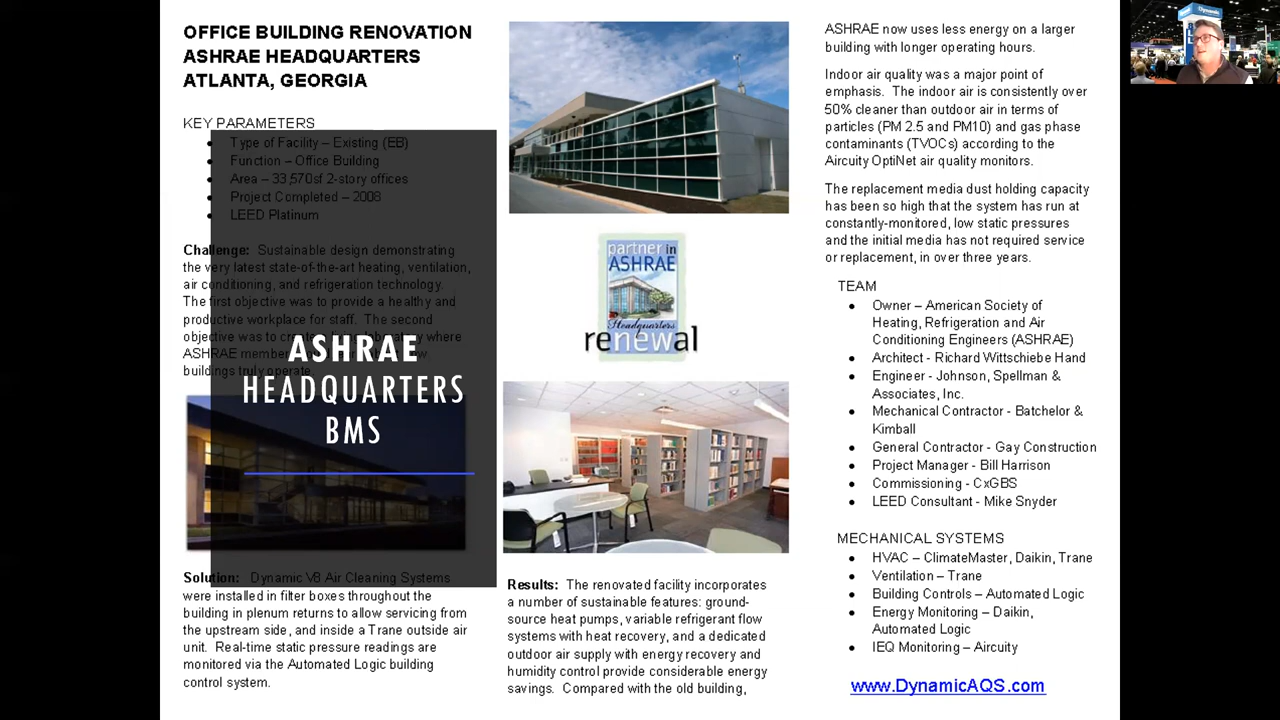 OFFICE BUILDING RENOVATION
ASHRAE HEADQUARTERS
ATLANTA, GEORGIA
KEY PARAMETERS
• Type of Facility – Existing (EB)
• Function – Office Building
• Area – 33,570sf 2-story offices
• Project Completed – 2008
• LEED Platinum
Challenge: Sustainable design demonstrating
the very latest state-of-the-art heating, ventilation,
air conditioning, and refrigeration technology.
The first objective was to provide a healthy and
productive workplace for staff. The second
objective was to create a living laboratory where
ASHRAE members
buildings truly operate.
ASHRAE
HEADQUARTERS
BMS
Solution: Dynamic V8 Air Cleaning Systems
were installed in filter boxes throughout the
building in plenum returns to allow servicing from
the upstream side, and inside a Trane outside air
unit. Real-time static pressure readings are
monitored via the Automated Logic building
control system.
partner in
ASHRAE
Headquarters
renewal
Results: The renovated facility incorporates
a number of sustainable features: ground-
source heat pumps, variable refrigerant flow
systems with heat recovery, and a dedicated
outdoor air supply with energy recovery and
humidity control provide considerable energy
savings. Compared with the old building,
ASHRAE now uses less energy on a larger
building with longer operating hours.
Indoor air quality was a major point of
emphasis. The indoor air is consistently over
50% cleaner than outdoor air in terms of
particles (PM 2.5 and PM10) and gas phase
contaminants (TVOCs) according to the
Aircuity OptiNet air quality monitors.
The replacement media dust holding capacity
has been so high that the system has run at
constantly-monitored, low static pressures
and the initial media has not required service
or replacement, in over three years.
TEAM
• Owner – American Society of
Heating, Refrigeration and Air
Conditioning Engineers (ASHRAE)
• Architect - Richard Wittschiebe Hand
• Engineer - Johnson, Spellman &
Associates, Inc.
• Mechanical Contractor - Batchelor &
Kimball
• General Contractor - Gay Construction
• Project Manager - Bill Harrison
• Commissioning - CxGBS
• LEED Consultant - Mike Snyder
MECHANICAL SYSTEMS
• HVAC – ClimateMaster, Daikin, Trane
• Ventilation – Trane
• Building Controls – Automated Logic
• Energy Monitoring – Daikin,
Automated Logic
• IEQ Monitoring – Aircuity
www.DynamicAQS.com
Dynamic